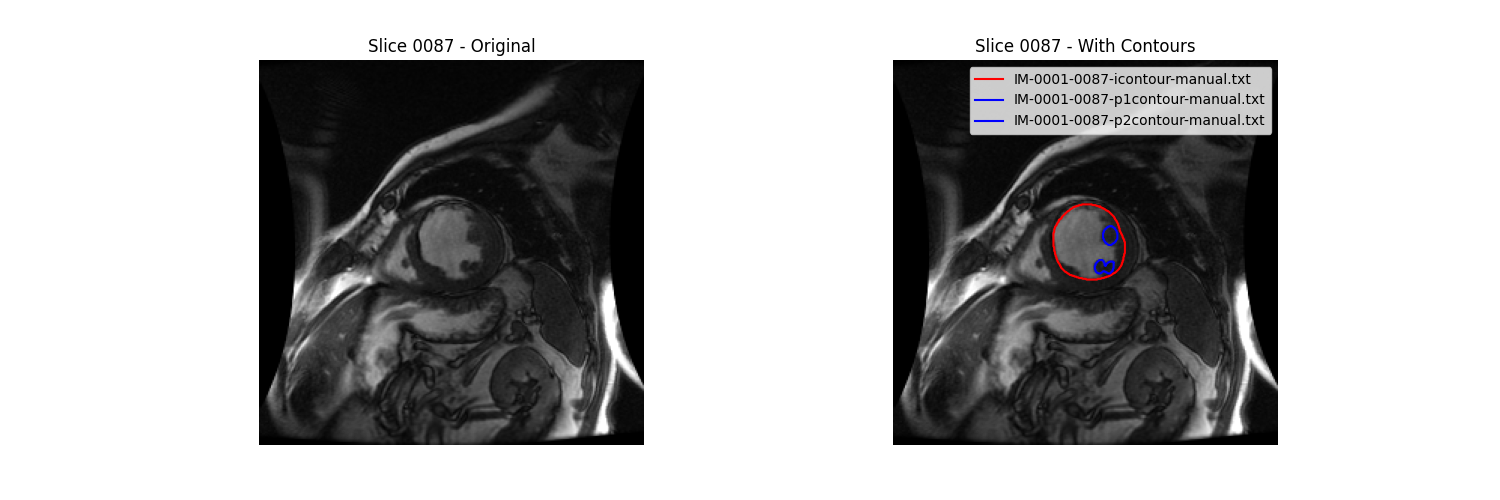 Slice 0087 - Original
Slice 0087 - With Contours
IM-0001-0087-icontour-manual.txt
IM-0001-0087-p1contour-manual.txt
IM-0001-0087-p2contour-manual.txt